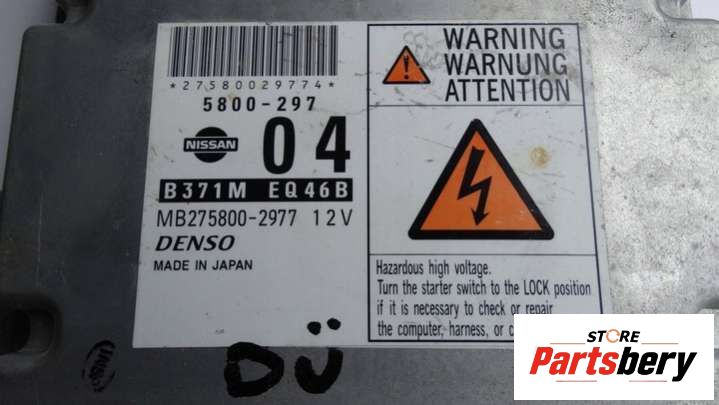 *27580029774*
5800-297
NISSAN
04
B371M EQ46B
MB275800-2977 12V
DENSO
MADE IN JAPAN
WARNING
WARNUNG
ATTENTION
Hazardous high voltage.
Turn the starter switch to the LOCK position
if it is necessary to check or repair
the computer, harness, or
DÜ
STORE
Partsbery